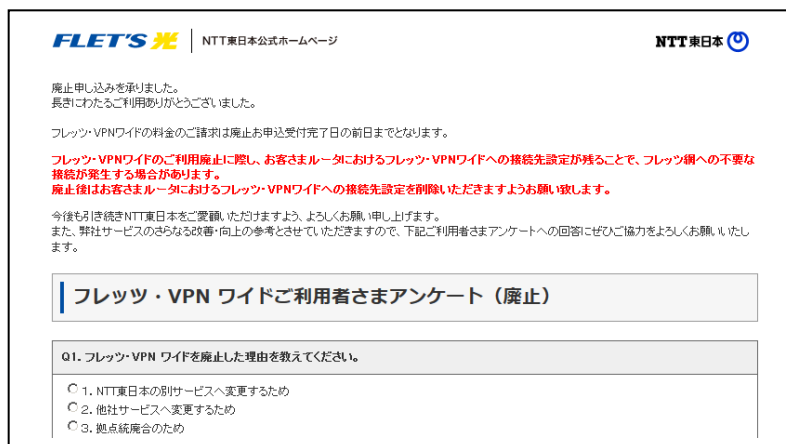 FLET'S 光 NTT東日本公式ホームページ NTT東日本
廃止申し込みを承りました。
長きにわたるご利用ありがとうございました。
フレッツ・VPNワイドの料金のご請求は廃止お申込受付完了日の前日までとなります。
フレッツ・VPNワイドのご利用廃止に際し、お客さまルータにおけるフレッツ・VPNワイドへの接続先設定が残ることで、フレッツ網への不要な
接続が発生する場合があります。
廃止後はお客さまルータにおけるフレッツ・VPNワイドへの接続先設定を削除いただきますようお願い致します。
今後も引き続きNTT東日本をご愛顧いただけますよう、よろしくお願い申し上げます。
また、弊社サービスのさらなる改善・向上の参考とさせていただきますので、下記ご利用者さまアンケートへの回答にぜひご協力をよろしくお願いいたし
ます。
フレッツ・VPN ワイドご利用者さまアンケート（廃止）
Q1. フレッツ・VPN ワイドを廃止した理由を教えてください。
1. NTT東日本の別サービスへ変更するため
2. 他社サービスへ変更するため
3. 拠点統廃合のため